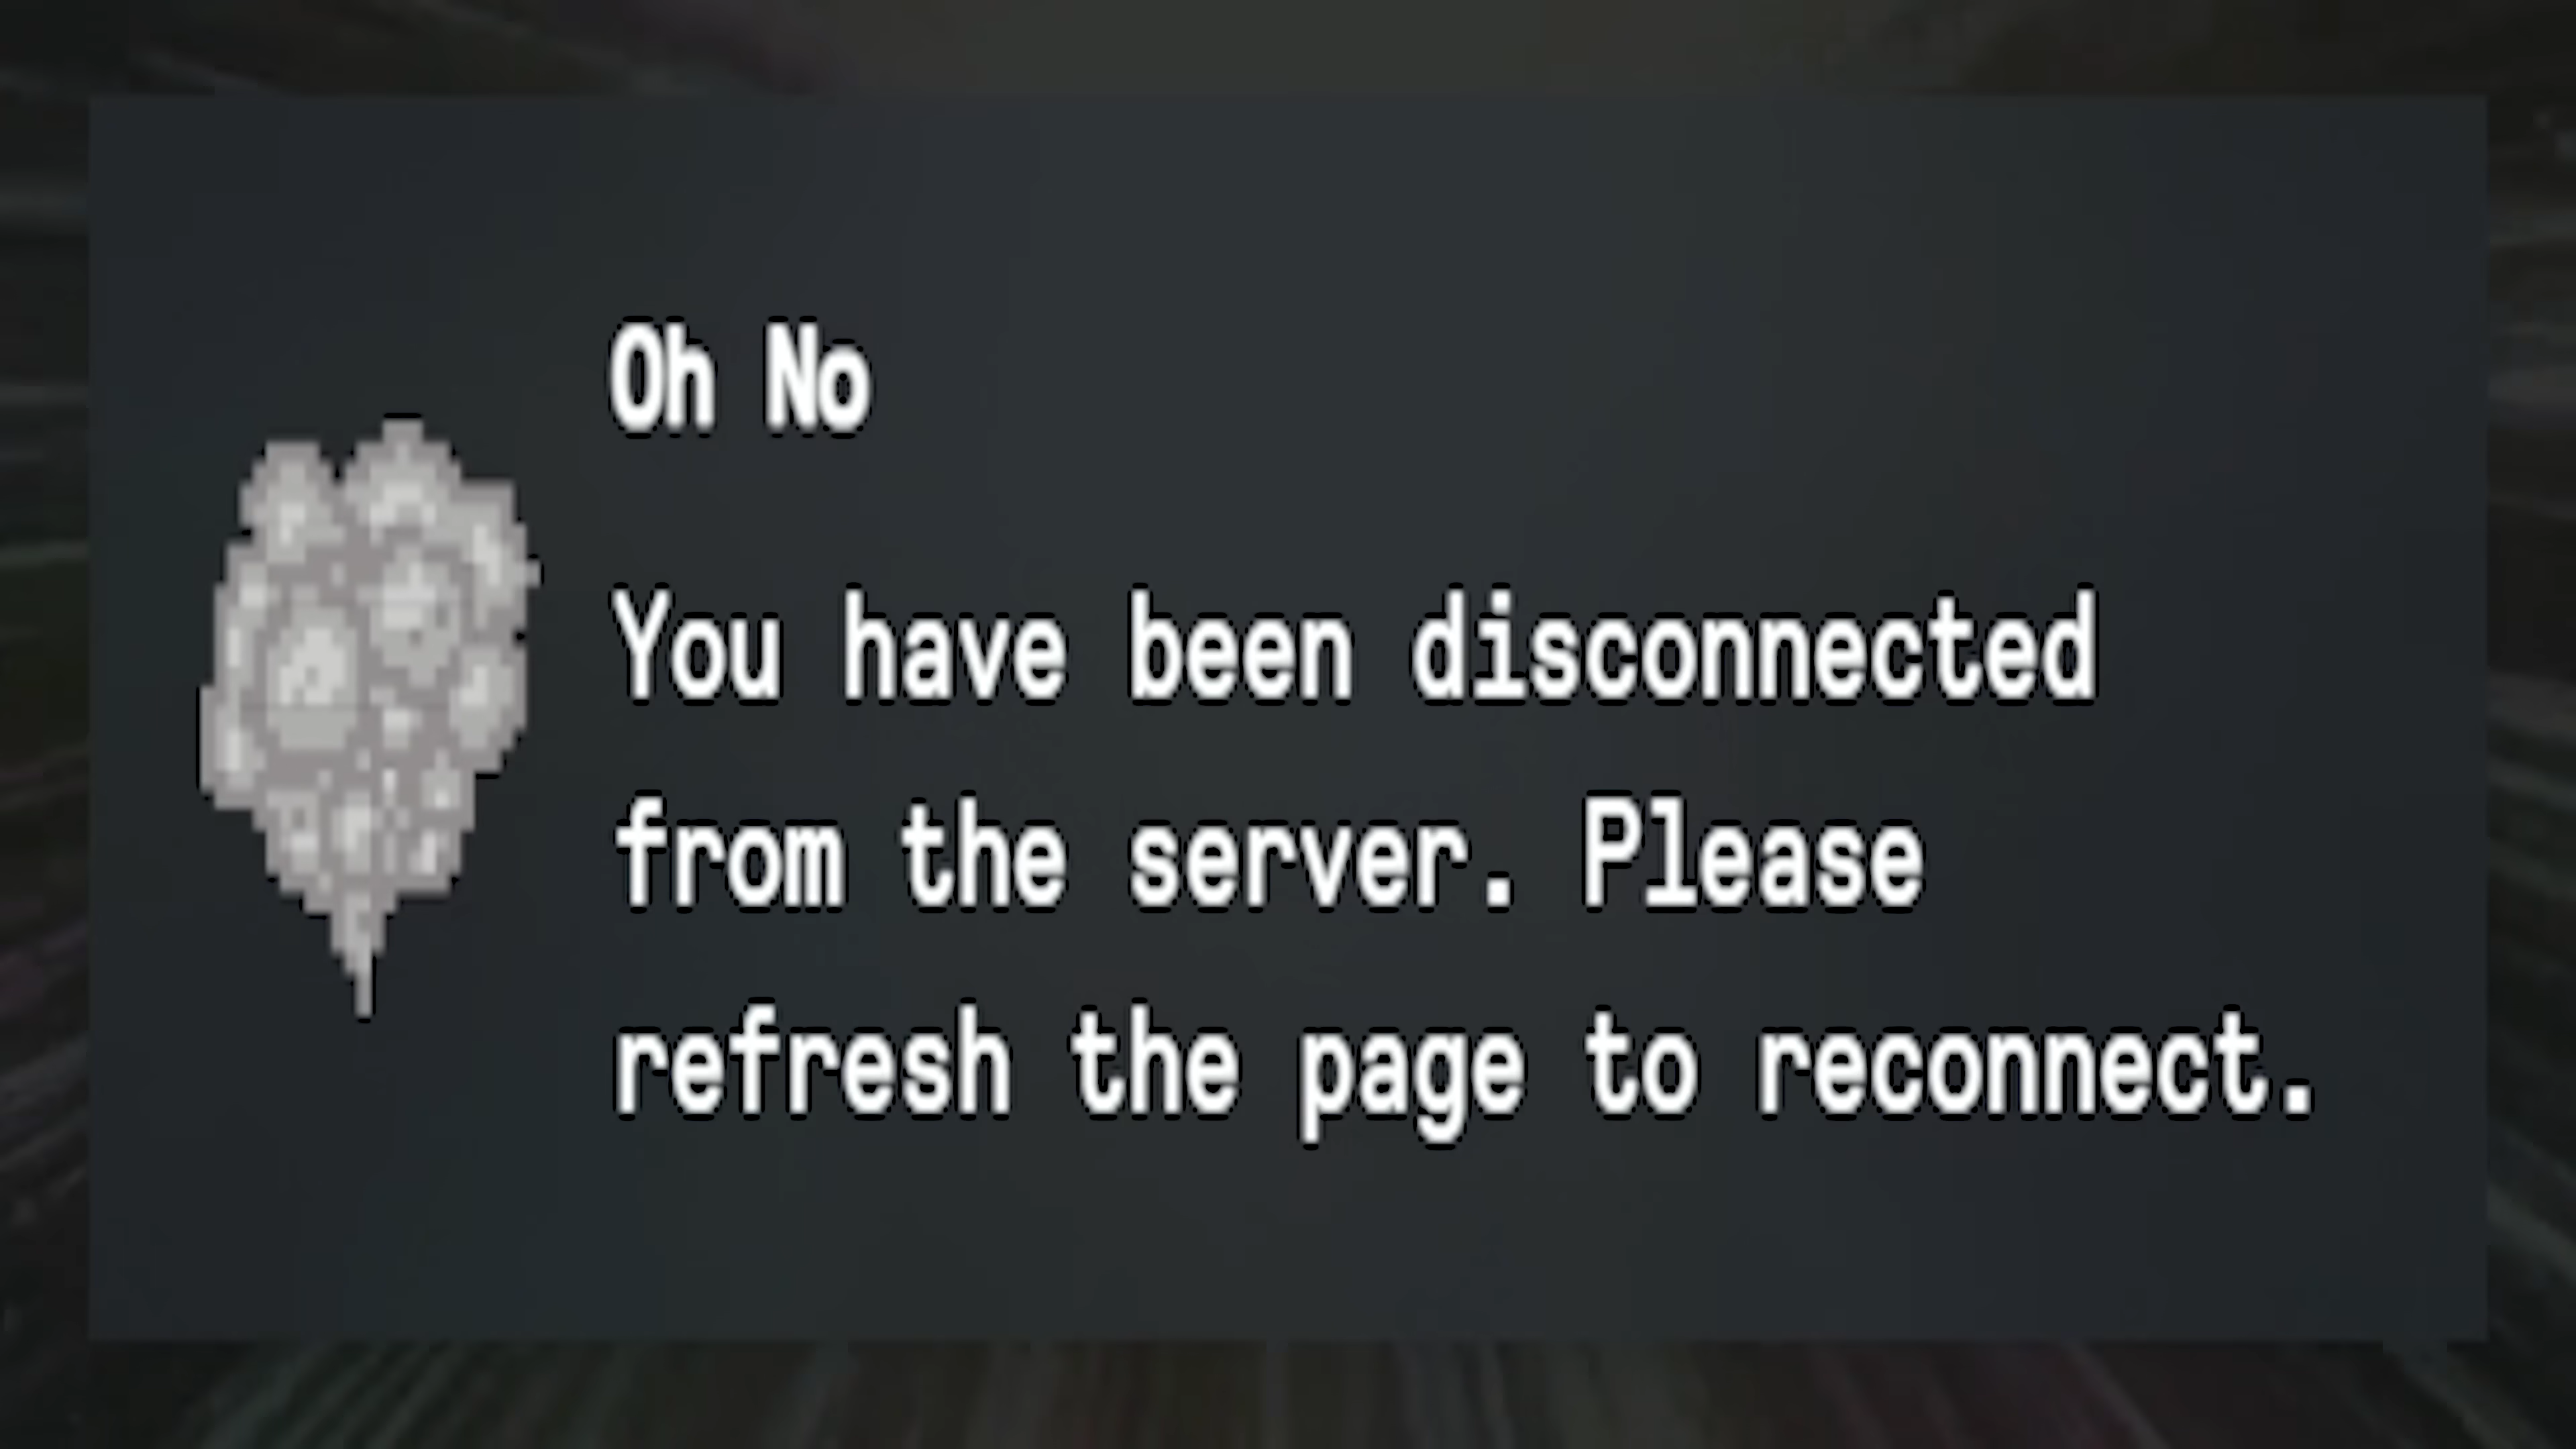 Oh No
You have been disconnected
from the server. Please
refresh the page to reconnect.